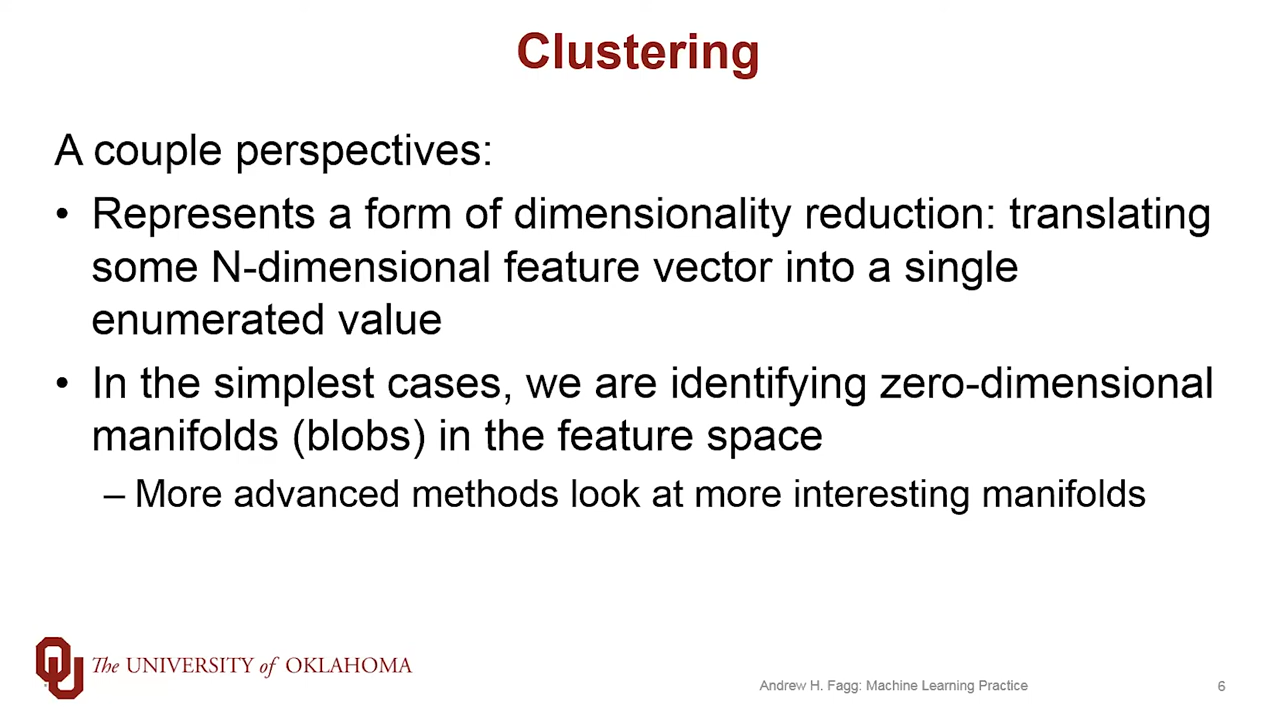 Clustering
A couple perspectives:
• Represents a form of dimensionality reduction: translating
some N-dimensional feature vector into a single
enumerated value
• In the simplest cases, we are identifying zero-dimensional
manifolds (blobs) in the feature space
– More advanced methods look at more interesting manifolds
The UNIVERSITY of OKLAHOMA
Andrew H. Fagg: Machine Learning Practice
6